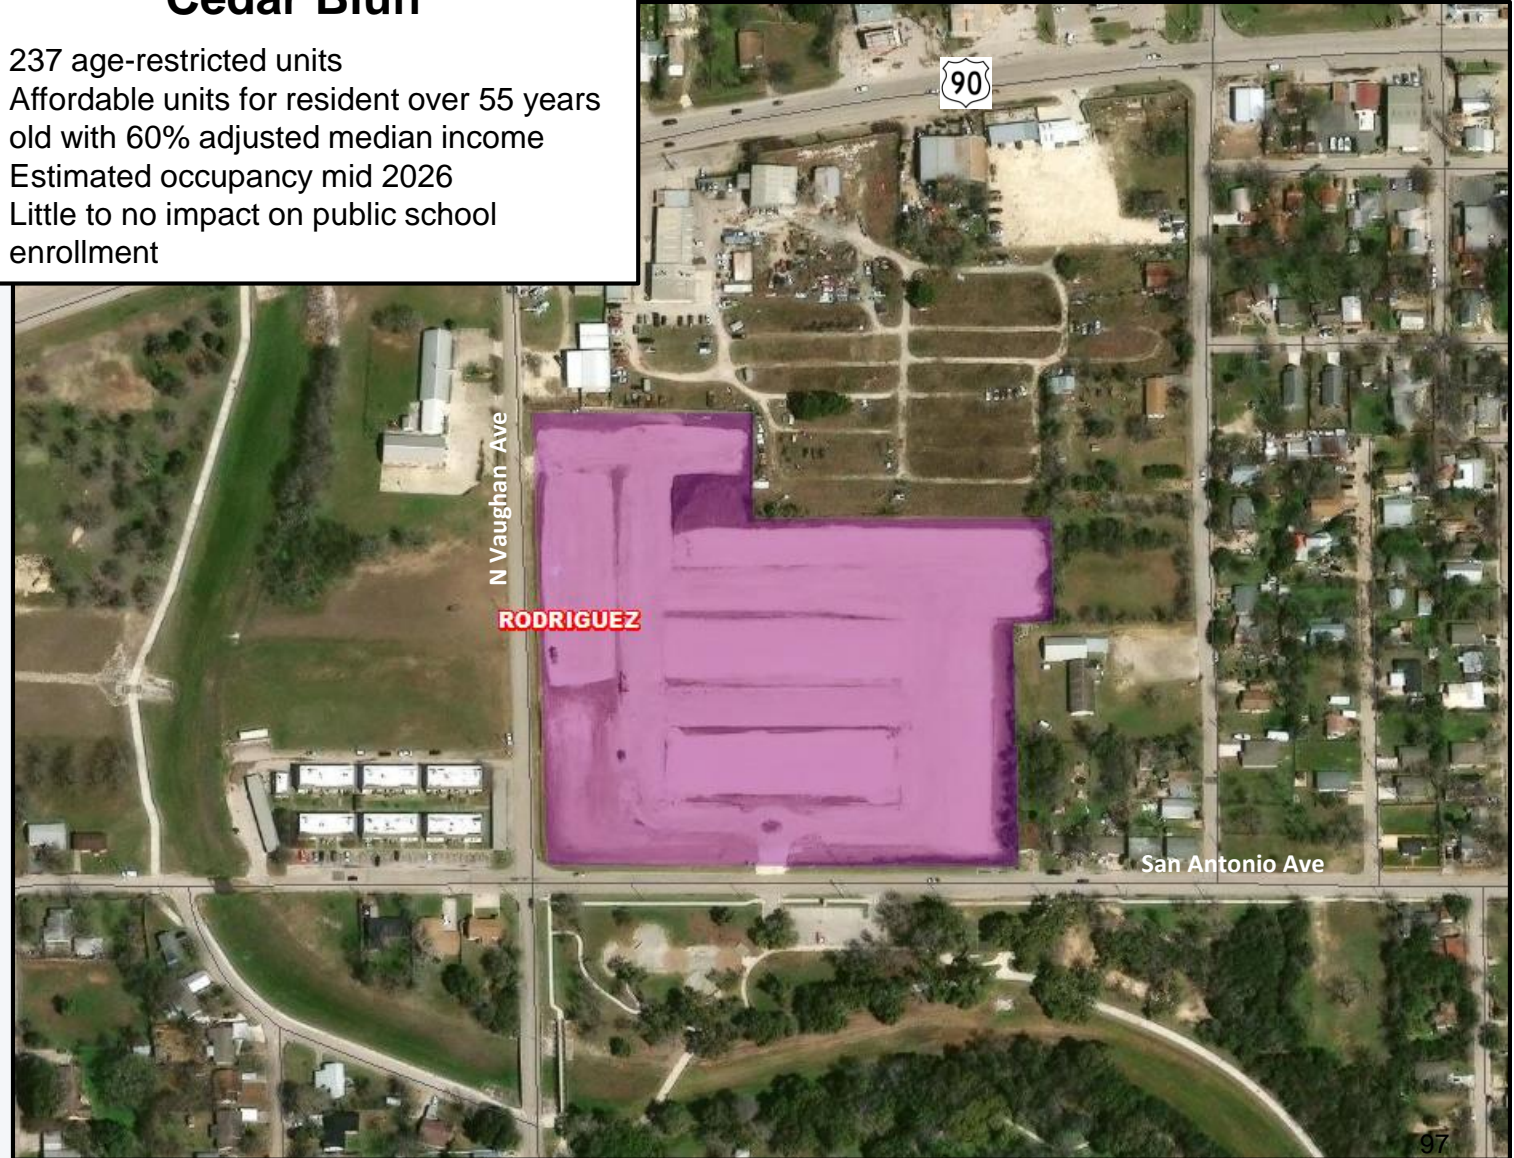 Cedar Bluff
237 age-restricted units
Affordable units for resident over 55 years
old with 60% adjusted median income
Estimated occupancy mid 2026
Little to no impact on public school
enrollment
90
N Vaughan Ave
RODRIGUEZ
San Antonio Ave
97